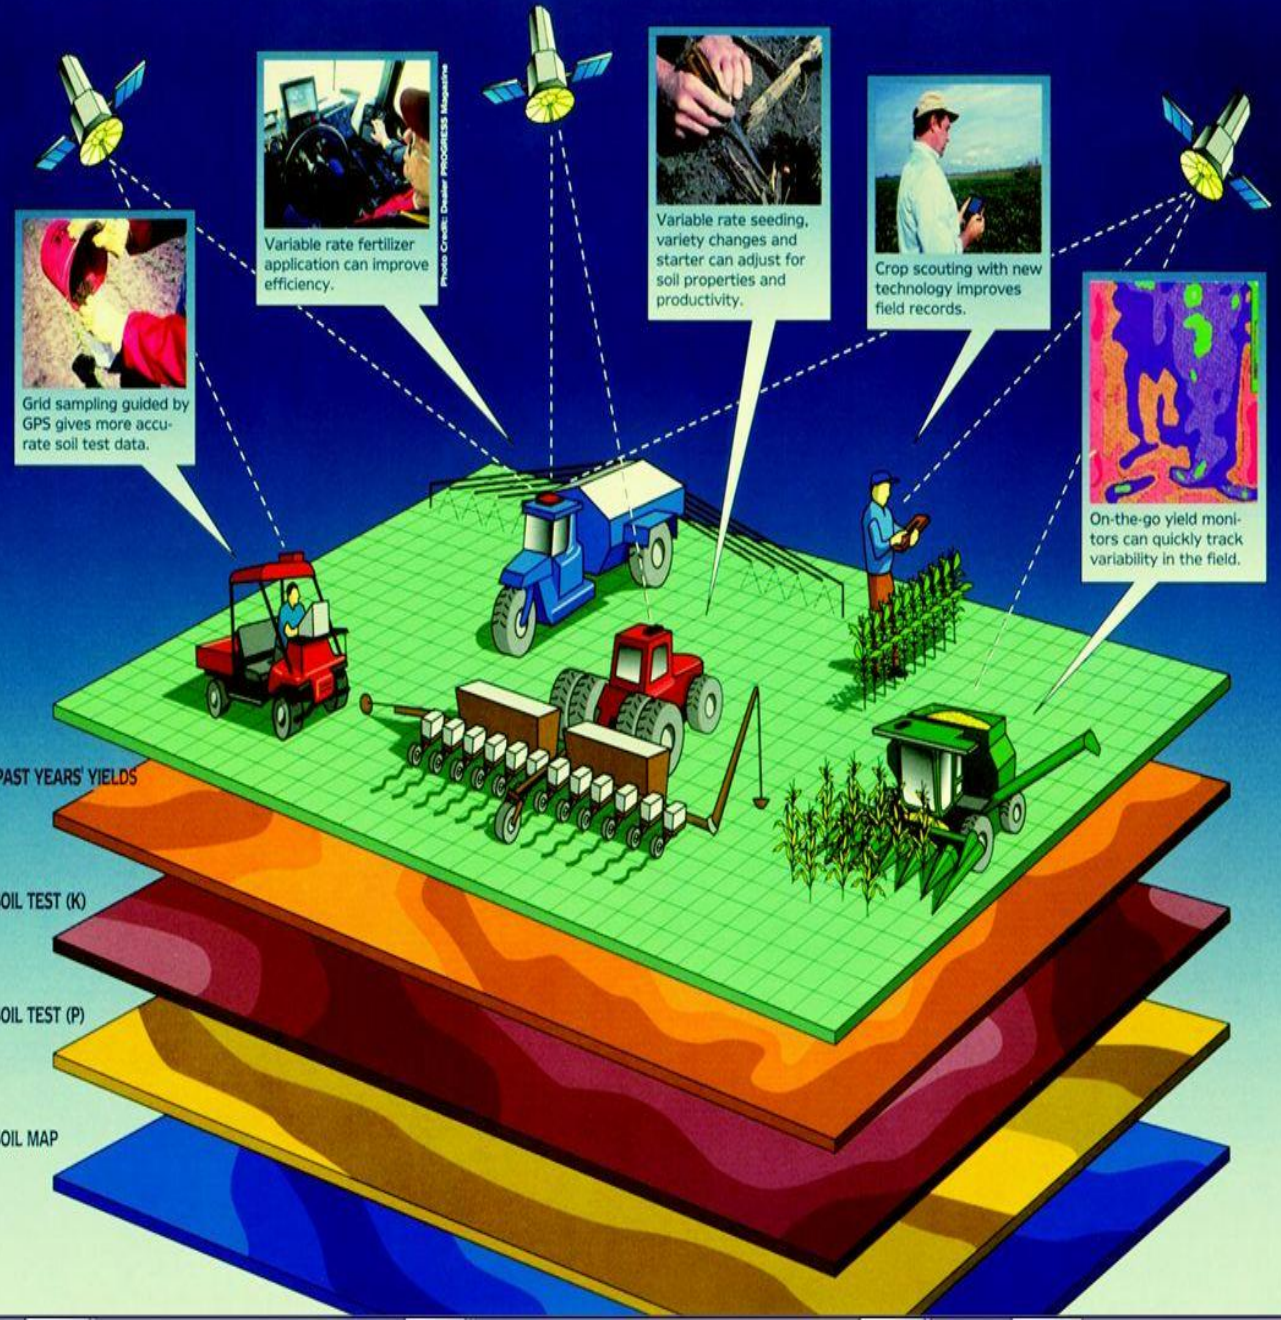 Photo Credit: Dealer PROGRESS Magazine
Variable rate fertilizer
application can improve
efficiency.
Variable rate seeding,
variety changes and
starter can adjust for
soil properties and
productivity.
Crop scouting with new
technology improves
field records.
Grid sampling guided by
GPS gives more accu-
rate soil test data.
On-the-go yield moni-
tors can quickly track
variability in the field.
PAST YEARS' YIELDS
OIL TEST (K)
OIL TEST (P)
OIL MAP